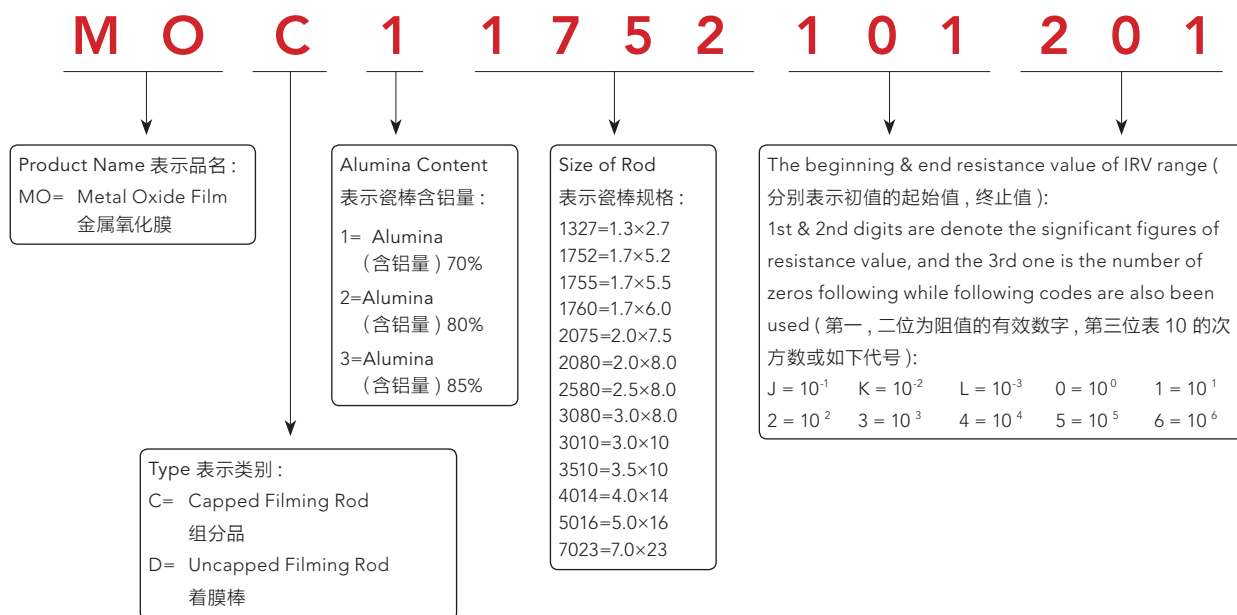 M O C 1 1 7 5 2 1 0 1 2 0 1
Product Name 表示品名 :
MO= Metal Oxide Film
金属氧化膜
Type 表示类别 :
C= Capped Filming Rod
组分品
D= Uncapped Filming Rod
着膜棒
Alumina Content
表示瓷棒含铝量 :
1= Alumina
(含铝量 ) 70%
2=Alumina
(含铝量 ) 80%
3=Alumina
(含铝量 ) 85%
Size of Rod
表示瓷棒规格 :
1327=1.3×2.7
1752=1.7×5.2
1755=1.7×5.5
1760=1.7×6.0
2075=2.0×7.5
2080=2.0×8.0
2580=2.5×8.0
3080=3.0×8.0
3010=3.0×10
3510=3.5×10
4014=4.0×14
5016=5.0×16
7023=7.0×23
The beginning & end resistance value of IRV range (
分别表示初值的起始值 , 终止值 ):
1st & 2nd digits are denote the significant figures of
resistance value, and the 3rd one is the number of
zeros following while following codes are also been
used ( 第一 , 二位为阻值的有效数字 , 第三位表 10 的次
方数或如下代号 ):
J = 10⁻¹ K = 10⁻² L = 10⁻³ 0 = 10⁰ 1 = 10¹
2 = 10² 3 = 10³ 4 = 10⁴ 5 = 10⁵ 6 = 10⁶